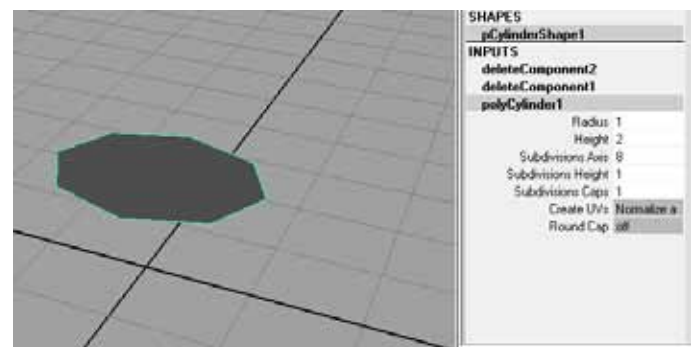 SHAPES
pCylinderShape1
INPUTS
deleteComponent2
deleteComponent1
polyCylinder1
Radius 1
Height 2
Subdivisions Axis 8
Subdivisions Height 1
Subdivisions Caps 1
Create UVs Normalize a
Round Cap off